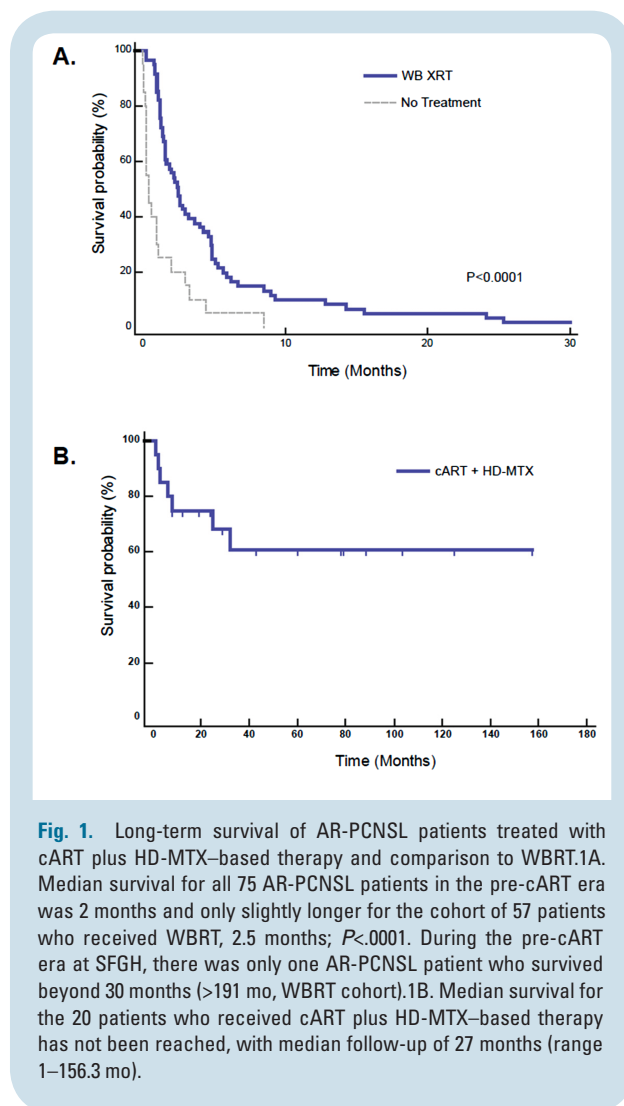 A.
100
80
60
40
20
0
Survival probability (%)
WB XRT
No Treatment
P<0.0001
0 10 20 30
Time (Months)
B.
100
80
60
40
20
0
Survival probability (%)
cART + HD-MTX
0 20 40 60 80 100 120 140 160 180
Time (Months)
Fig. 1. Long-term survival of AR-PCNSL patients treated with
cART plus HD-MTX–based therapy and comparison to WBRT.1A.
Median survival for all 75 AR-PCNSL patients in the pre-cART era
was 2 months and only slightly longer for the cohort of 57 patients
who received WBRT, 2.5 months; P<.0001. During the pre-cART
era at SFGH, there was only one AR-PCNSL patient who survived
beyond 30 months (>191 mo, WBRT cohort).1B. Median survival for
the 20 patients who received cART plus HD-MTX–based therapy
has not been reached, with median follow-up of 27 months (range
1–156.3 mo).